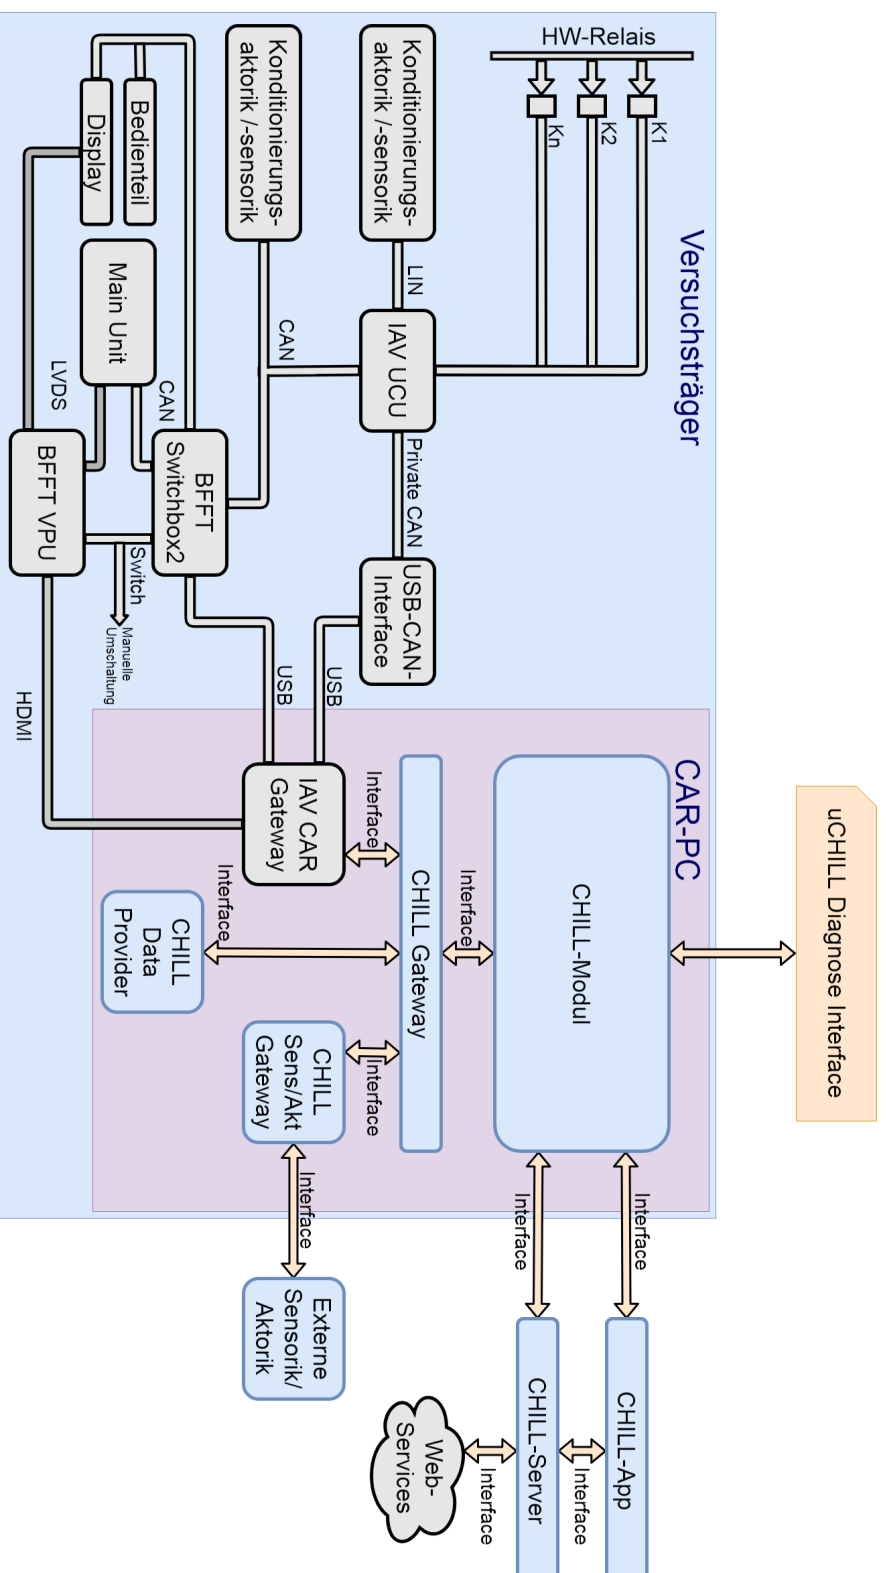 HW-Relais
K1
K2
Kn
Versuchsträger
Konditionierungs-
aktorik /-sensorik
Konditionierungs-
aktorik /-sensorik
Bedienteil
Display
LIN
IAV UCU
CAN
Main Unit
CAN
LVDS
Private CAN
BFFT
Switchbox2
BFFT VPU
Switch
Manuelle
Umschaltung
USB-CAN-
Interface
USB
USB
HDMI
CAR-PC
uCHILL Diagnose Interface
CHILL-Modul
Interface
CHILL Gateway
Interface
IAV CAR
Gateway
Interface
CHILL
Data
Provider
Interface
CHILL
Sens/Akt
Gateway
Interface
Externe
Sensorik/
Aktorik
Interface
Interface
CHILL-App
Interface
CHILL-Server
Interface
Web-
Services